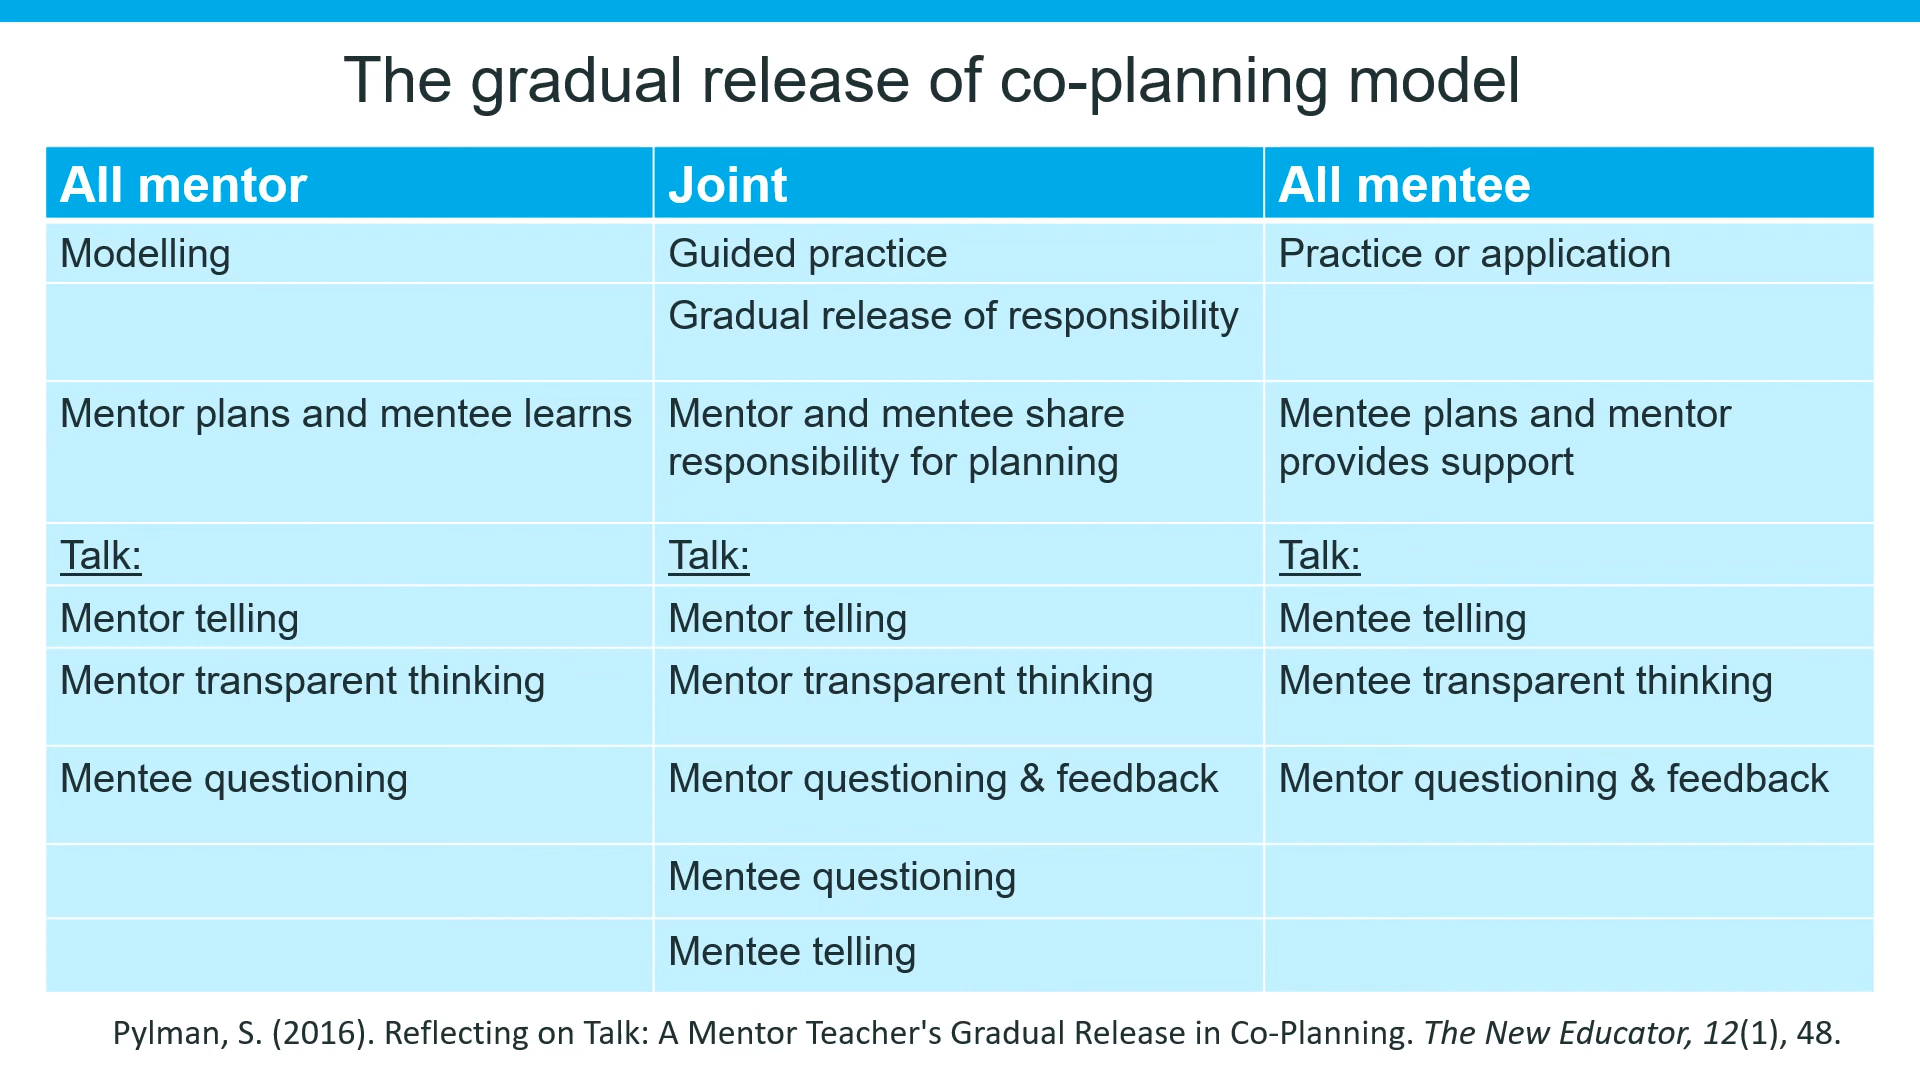 The gradual release of co-planning model
All mentor
Joint
All mentee
Modelling
Guided practice
Practice or application
Gradual release of responsibility
Mentor plans and mentee learns
Mentor and mentee share
responsibility for planning
Mentee plans and mentor
provides support
Talk:
Talk:
Talk:
Mentor telling
Mentor telling
Mentee telling
Mentor transparent thinking
Mentor transparent thinking
Mentee transparent thinking
Mentee questioning
Mentor questioning & feedback
Mentor questioning & feedback
Mentee questioning
Mentee telling
Pylman, S. (2016). Reflecting on Talk: A Mentor Teacher's Gradual Release in Co-Planning. The New Educator, 12(1), 48.